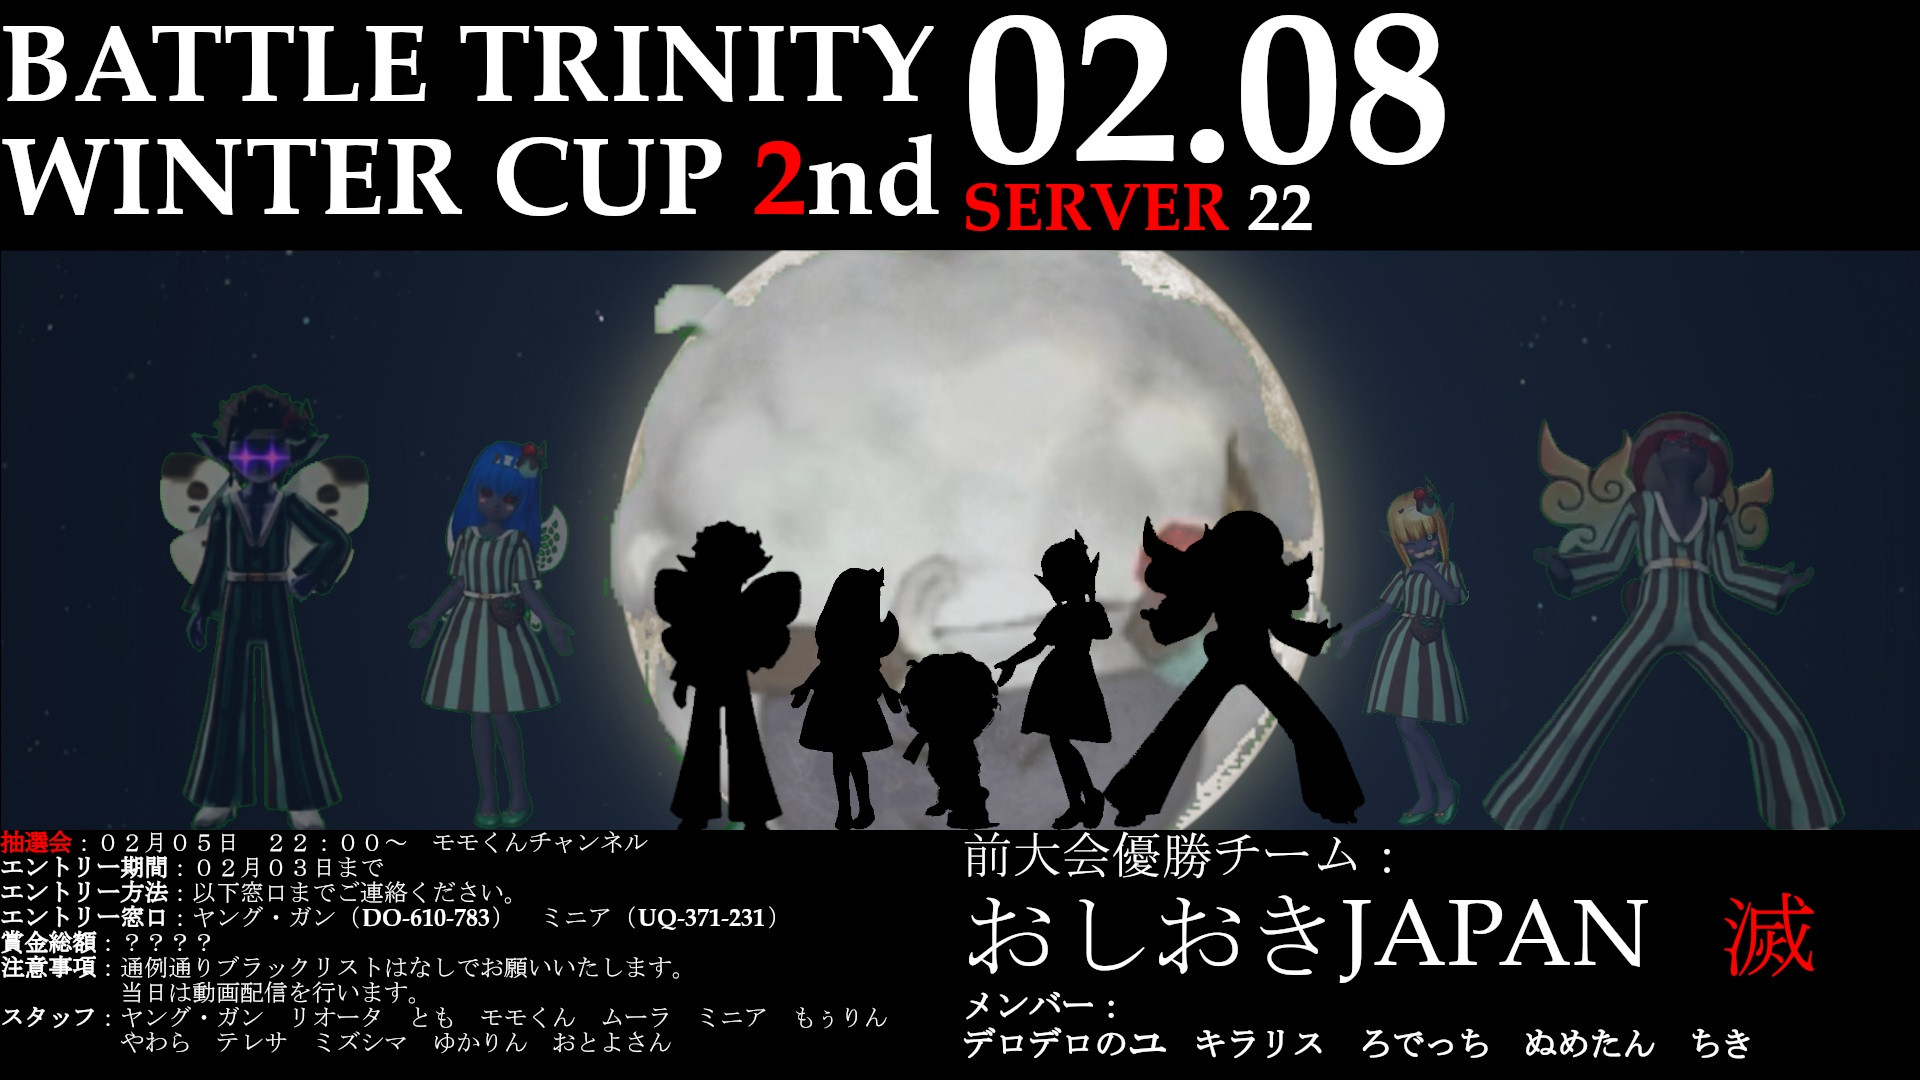 BATTLE TRINITY
WINTER CUP 2nd
02.08
SERVER 22
抽選会：０２月０５日　２２：００～　モモくんチャンネル
エントリー期間：０２月０３日まで
エントリー方法：以下窓口までご連絡ください。
エントリー窓口：ヤング・ガン（DO-610-783）　ミニア（UQ-371-231）
賞金総額：？？？？
注意事項：通例通りブラックリストはなしでお願いいたします。
当日は動画配信を行います。
スタッフ：ヤング・ガン　リオータ　とも　モモくん　ムーラ　ミニア　もぅりん
やわら　テレサ　ミズシマ　ゆかりん　おとよさん
前大会優勝チーム：
おしおきJAPAN　滅
メンバー：
デロデロのユ　キラリス　ろでっち　ぬめたん　ちき